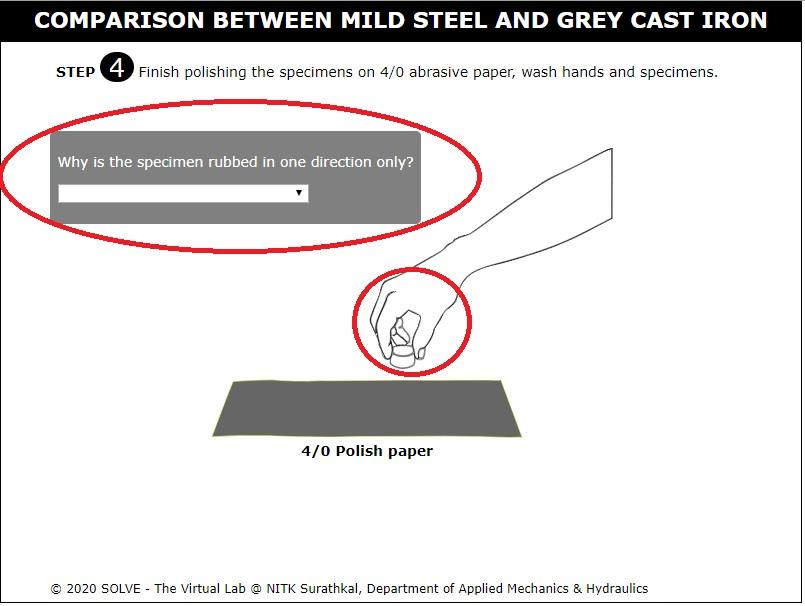 COMPARISON BETWEEN MILD STEEL AND GREY CAST IRON
STEP 4 Finish polishing the specimens on 4/0 abrasive paper, wash hands and specimens.
Why is the specimen rubbed in one direction only?
4/0 Polish paper
© 2020 SOLVE - The Virtual Lab @ NITK Surathkal, Department of Applied Mechanics & Hydraulics